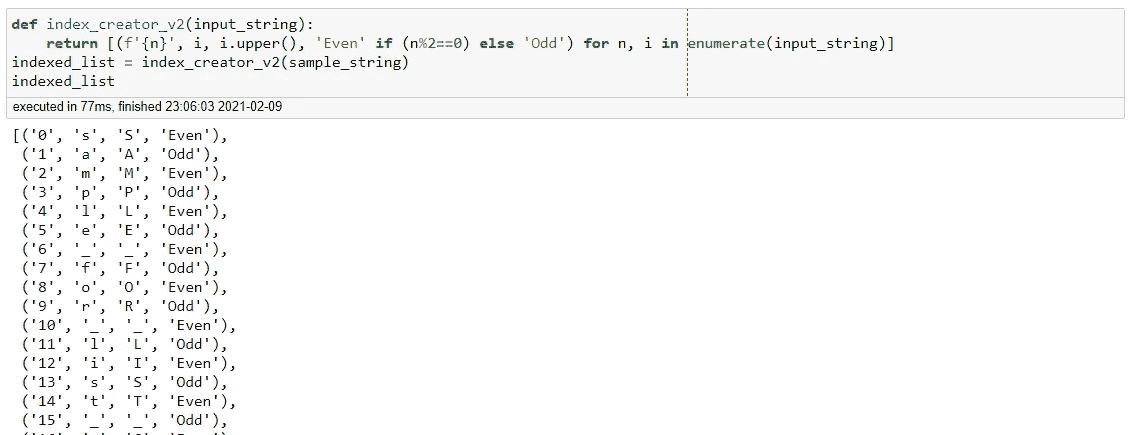 def index_creator_v2(input_string):
    return [(f'{n}', i, i.upper(), 'Even' if (n%2==0) else 'Odd') for n, i in enumerate(input_string)]
indexed_list = index_creator_v2(sample_string)
indexed_list
executed in 77ms, finished 23:06:03 2021-02-09
[('0', 's', 'S', 'Even'),
 ('1', 'a', 'A', 'Odd'),
 ('2', 'm', 'M', 'Even'),
 ('3', 'p', 'P', 'Odd'),
 ('4', 'l', 'L', 'Even'),
 ('5', 'e', 'E', 'Odd'),
 ('6', '_', '_', 'Even'),
 ('7', 'f', 'F', 'Odd'),
 ('8', 'o', 'O', 'Even'),
 ('9', 'r', 'R', 'Odd'),
 ('10', '_', '_', 'Even'),
 ('11', 'l', 'L', 'Odd'),
 ('12', 'i', 'I', 'Even'),
 ('13', 's', 'S', 'Odd'),
 ('14', 't', 'T', 'Even'),
 ('15', '_', '_', 'Odd'),